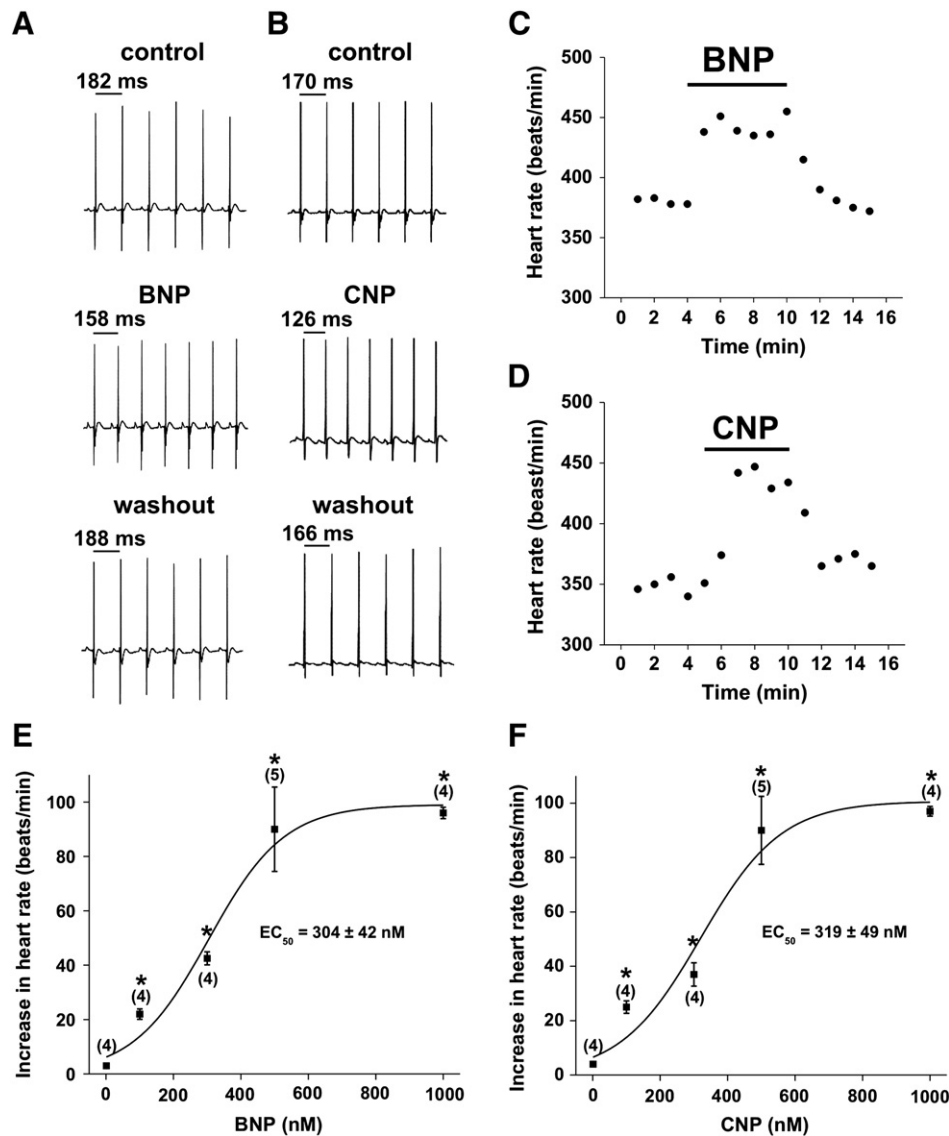 A
control
182 ms
BNP
158 ms
washout
188 ms
B
control
170 ms
CNP
126 ms
washout
166 ms
C
BNP
Heart rate (beats/min)
500
450
400
350
300
0 2 4 6 8 10 12 14 16
Time (min)
D
CNP
Heart rate (beast/min)
500
450
400
350
300
0 2 4 6 8 10 12 14 16
Time (min)
E
Increase in heart rate (beats/min)
100
80
60
40
20
0
(4)
*
(4)
*
(4)
*
(5)
*
(4)
EC50 = 304 ± 42 nM
0 200 400 600 800 1000
BNP (nM)
F
Increase in heart rate (beats/min)
100
80
60
40
20
0
(4)
*
(4)
*
(4)
*
(5)
*
(4)
EC50 = 319 ± 49 nM
0 200 400 600 800 1000
CNP (nM)